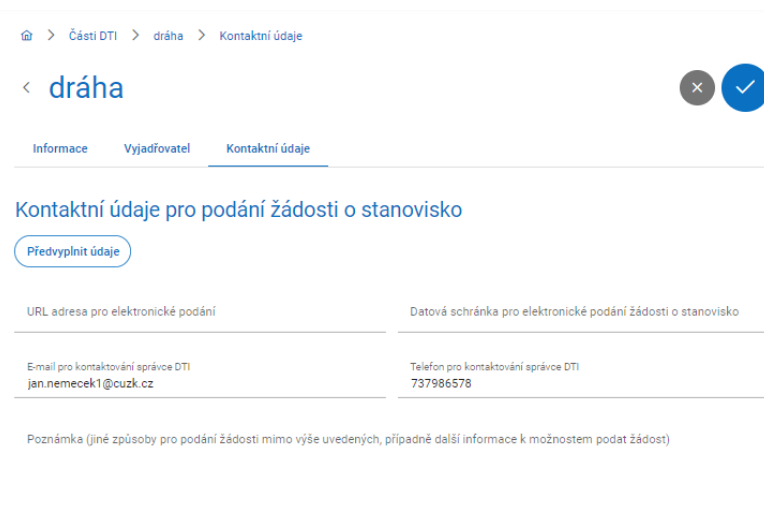 Části DTI > dráha > Kontaktní údaje
dráha
Informace Vyjadřovatel Kontaktní údaje
Kontaktní údaje pro podání žádosti o stanovisko
Předvyplnit údaje
URL adresa pro elektronické podání Datová schránka pro elektronické podání žádosti o stanovisko
E-mail pro kontaktování správce DTI Telefon pro kontaktování správce DTI
jan.nemecek1@cuzk.cz 737986578
Poznámka (jiné způsoby pro podání žádosti mimo výše uvedených, případně další informace k možnostem podat žádost)